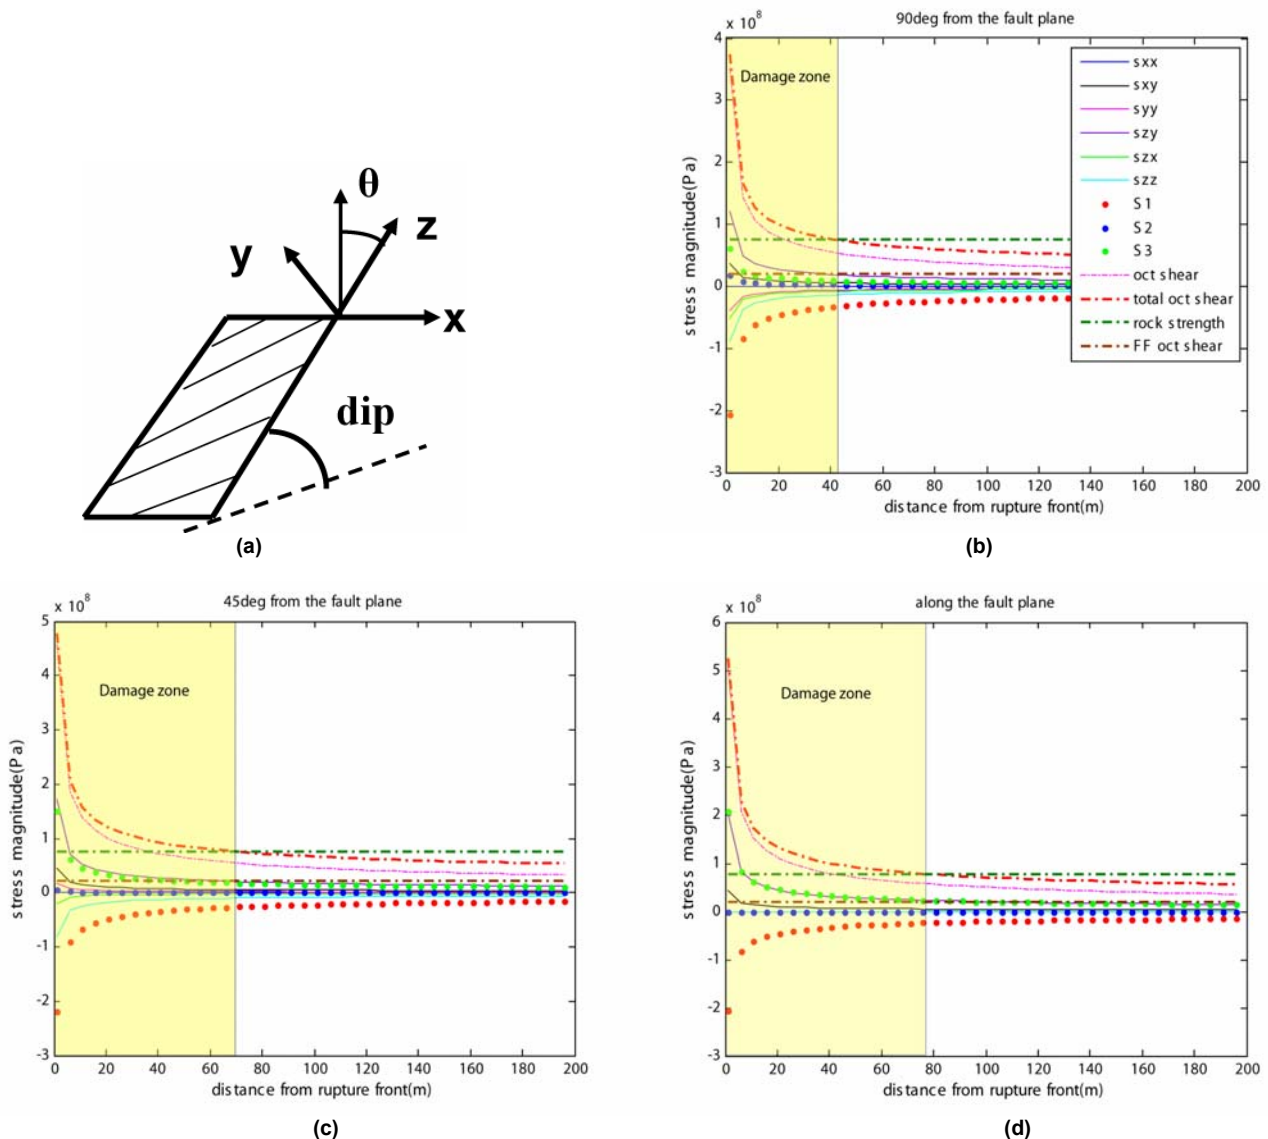 θ
z
y
x
dip
(a)
90deg from the fault plane
x 10⁸
4
3
2
1
0
-1
-2
-3
stress magnitude(Pa)
Damage zone
sxx
sxy
syy
szy
szx
szz
S1
S2
S3
oct shear
total oct shear
rock strength
FF oct shear
0 20 40 60 80 100 120 140 160 180 200
distance from rupture front(m)
(b)
45deg from the fault plane
x 10⁸
5
4
3
2
1
0
-1
-2
-3
stress magnitude(Pa)
Damage zone
0 20 40 60 80 100 120 140 160 180 200
distance from rupture front(m)
(c)
along the fault plane
x 10⁸
6
5
4
3
2
1
0
-1
-2
-3
stress magnitude(Pa)
Damage zone
0 20 40 60 80 100 120 140 160 180 200
distance from rupture front(m)
(d)